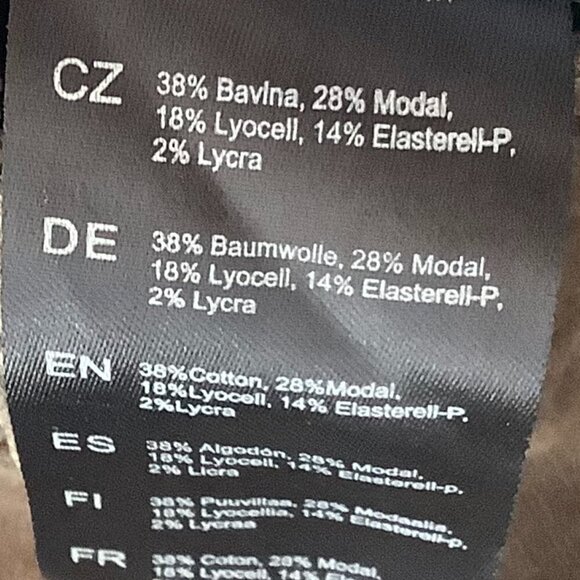 CZ 38% Bavlna, 28% Modal,
18% Lyocell, 14% Elasterell-P,
2% Lycra
DE 38% Baumwolle, 28% Modal,
18% Lyocell, 14% Elasterell-P,
2% Lycra
EN 38%Cotton, 28%Modal,
18%Lyocell, 14% Elasterell-P.
2%Lycra
ES 38% Algodón, 28% Modal,
18% Lyocell, 14% Elasterell-p,
2% Licra
FI 38% Puuvillaa, 28% Modaalia,
18% Lyocellia, 14% Elasterell-p,
2% Lycraa
FR 38% Coton, 28% Modal,
18% Lyocell, 14%